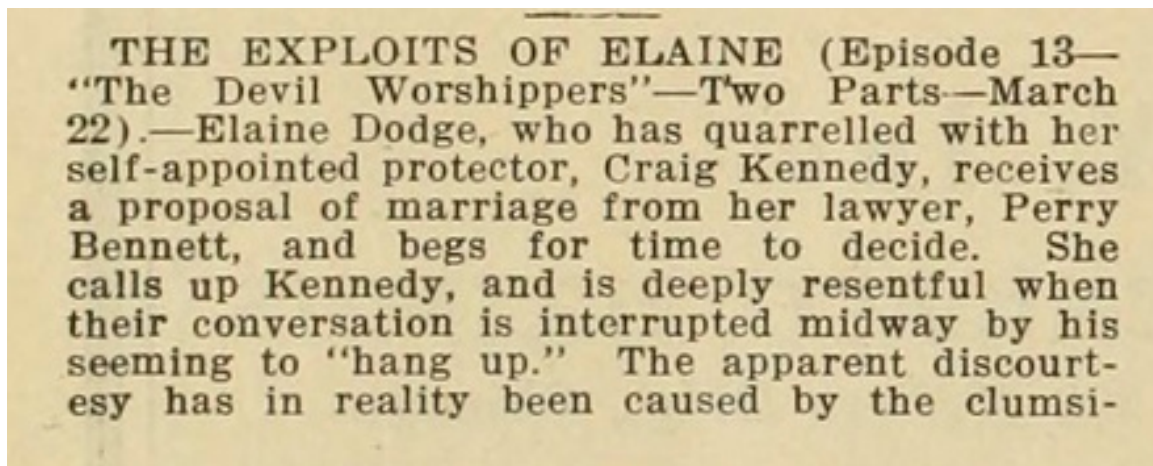 THE EXPLOITS OF ELAINE (Episode 13—
"The Devil Worshippers"—Two Parts—March
22).—Elaine Dodge, who has quarrelled with her
self-appointed protector, Craig Kennedy, receives
a proposal of marriage from her lawyer, Perry
Bennett, and begs for time to decide. She
calls up Kennedy, and is deeply resentful when
their conversation is interrupted midway by his
seeming to "hang up." The apparent discourt-
esy has in reality been caused by the clumsi-